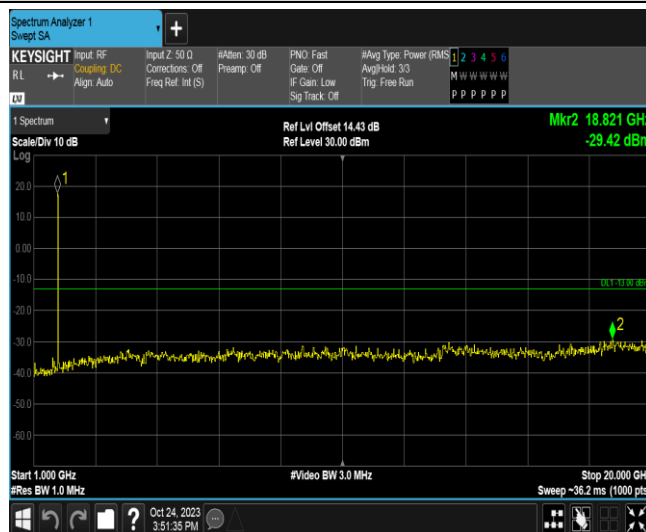 Spectrum Analyzer 1
Swept SA
+
KEYSIGHT Input: RF Input Z: 50 Ω #Atten: 30 dB PNO: Fast #Avg Type: Power (RMS 1 2 3 4 5 6
RL Coupling: DC Corrections: Off Preamp: Off Gate: Off Avg|Hold: 3/3 M W W W W W
Align: Auto Freq Ref: Int (S) IF Gain: Low Trig: Free Run
LXI Sig Track: Off P P P P P P
1 Spectrum Ref Lvl Offset 14.43 dB Mkr2 18.821 GHz
Scale/Div 10 dB Ref Level 30.00 dBm -29.42 dBm
Log
1
20.0
10.0
0.00
-10.0
DL1 -13.00 dBm
-20.0
2
-30.0
-40.0
-50.0
-60.0
Start 1.000 GHz #Video BW 3.0 MHz Stop 20.000 GHz
#Res BW 1.0 MHz Sweep ~36.2 ms (1000 pts
? Oct 24, 2023
3:51:35 PM